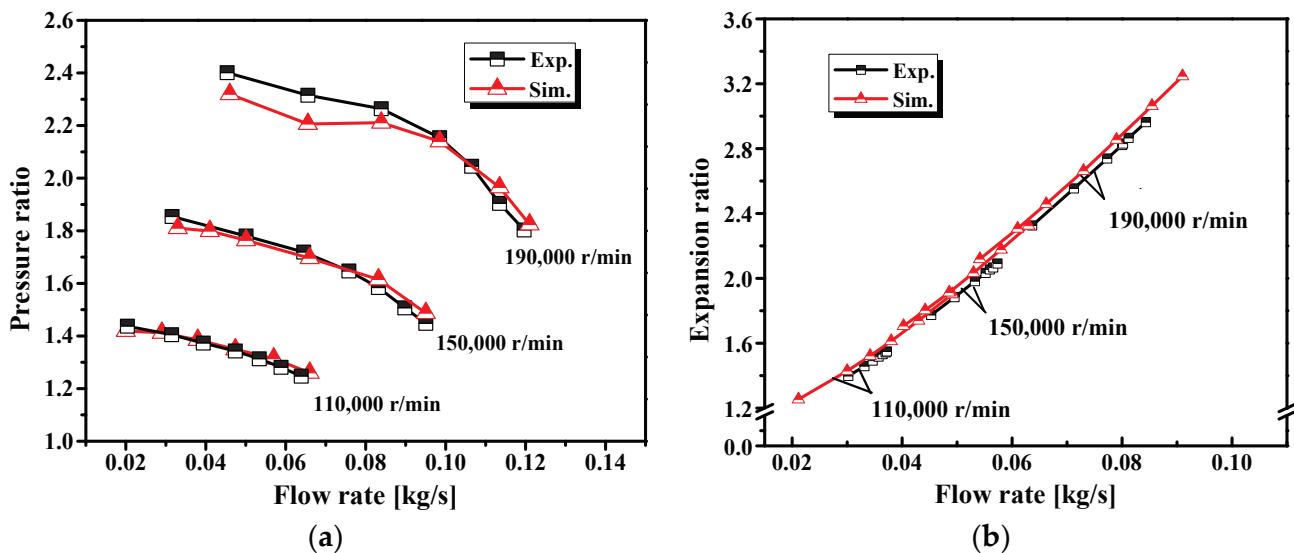 2.6
2.4
2.2
2.0
1.8
1.6
1.4
1.2
1.0
Pressure ratio
Exp.
Sim.
190,000 r/min
150,000 r/min
110,000 r/min
0.02 0.04 0.06 0.08 0.10 0.12 0.14
Flow rate [kg/s]
(a)
3.6
3.2
2.8
2.4
2.0
1.6
1.2
0.0
Expansion ratio
Exp.
Sim.
190,000 r/min
150,000 r/min
110,000 r/min
0.02 0.04 0.06 0.08 0.10
Flow rate [kg/s]
(b)